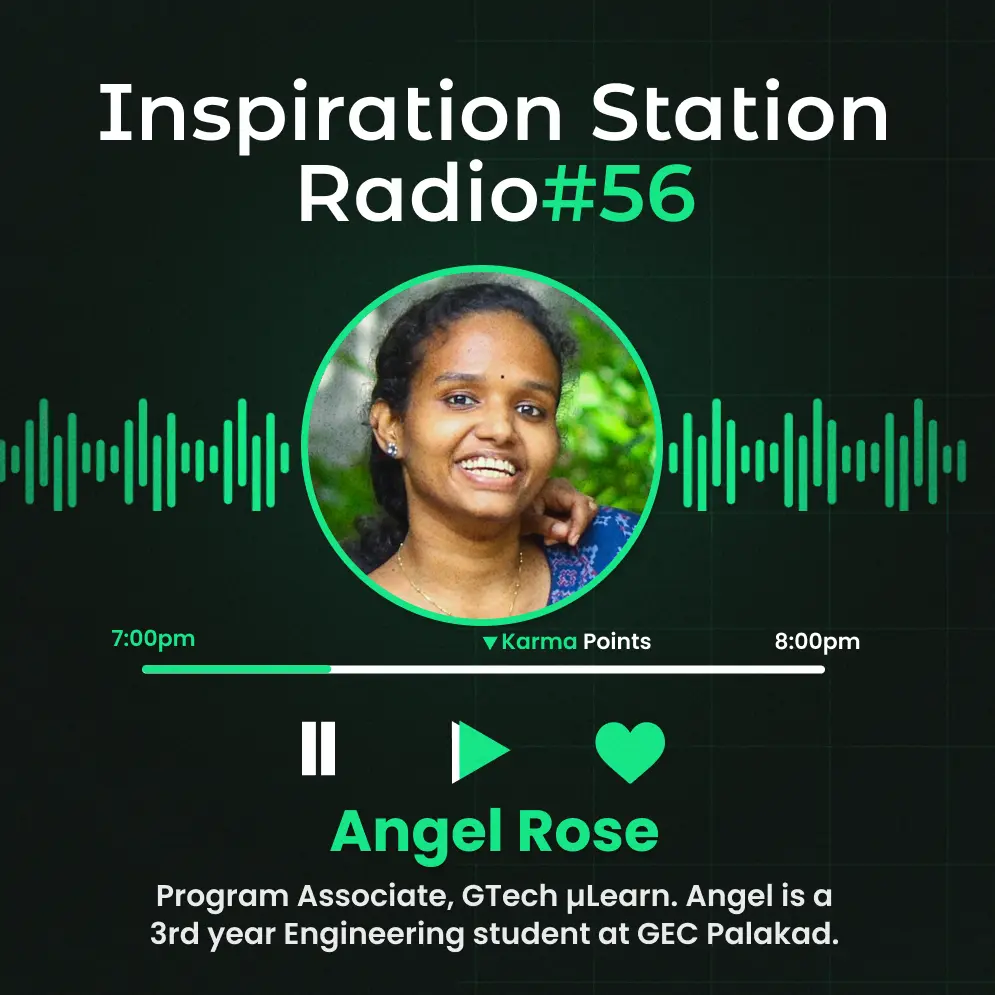 Inspiration Station
Radio#56
7:00pm
▼Karma Points
8:00pm
Angel Rose
Program Associate, GTech µLearn. Angel is a
3rd year Engineering student at GEC Palakad.